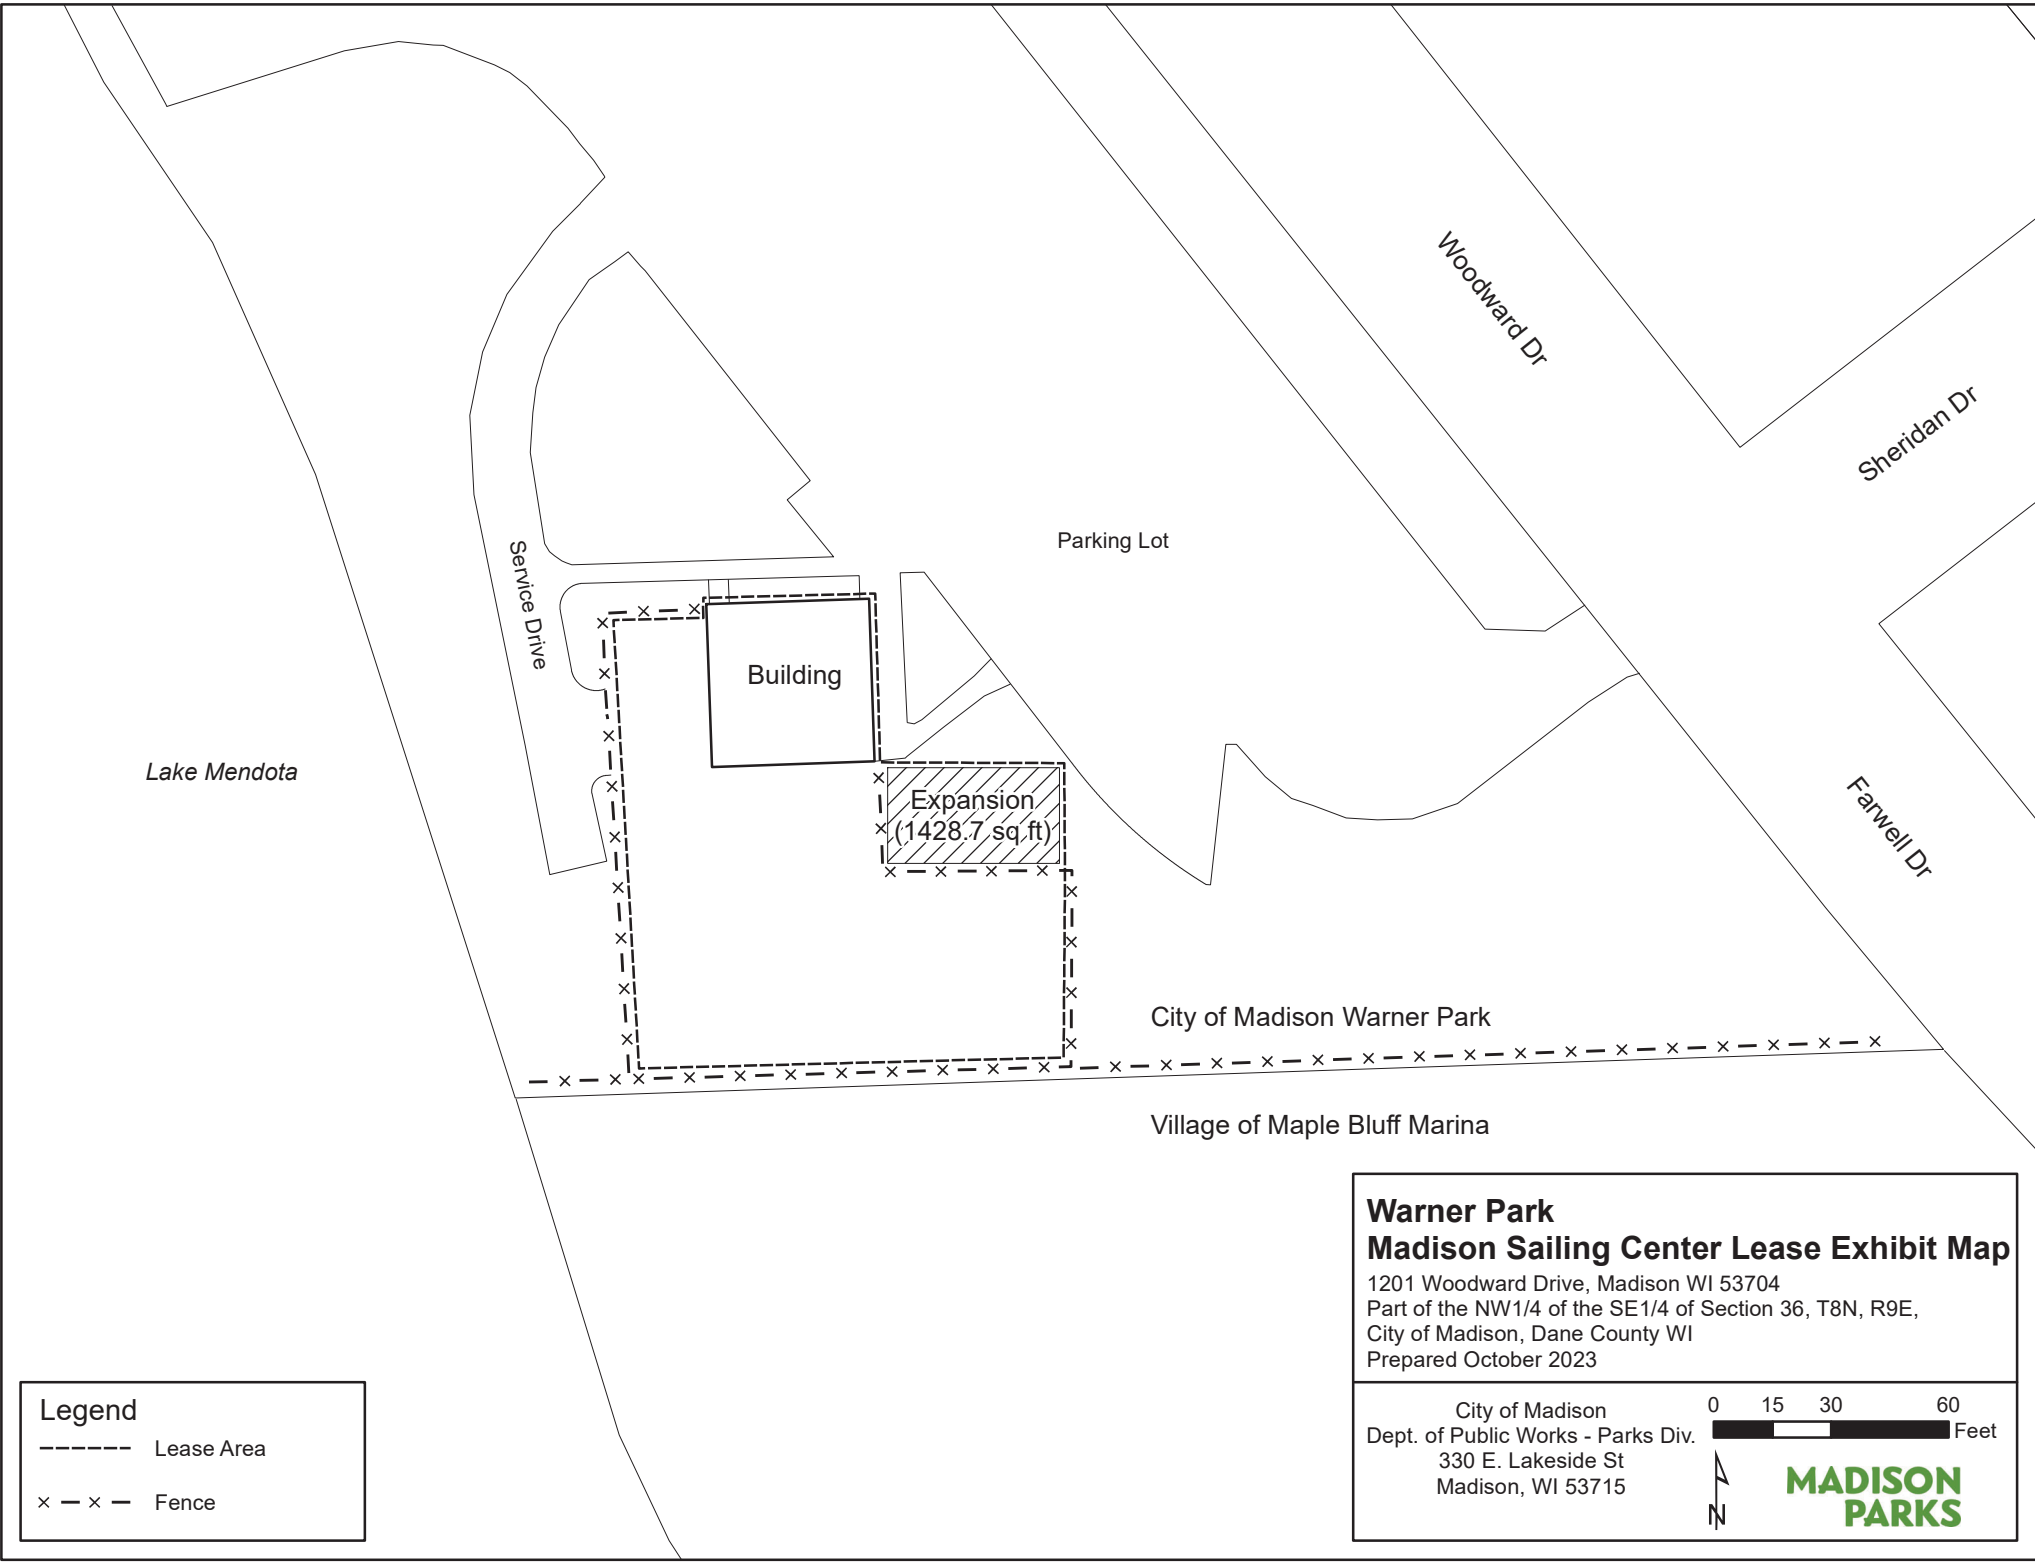 Woodward Dr
Sheridan Dr
Parking Lot
Service Drive
Building
Lake Mendota
Expansion
(1428.7 sq ft)
Farwell Dr
City of Madison Warner Park
Village of Maple Bluff Marina
Warner Park
Madison Sailing Center Lease Exhibit Map
1201 Woodward Drive, Madison WI 53704
Part of the NW1/4 of the SE1/4 of Section 36, T8N, R9E,
City of Madison, Dane County WI
Prepared October 2023
Legend
Lease Area
Fence
City of Madison
Dept. of Public Works - Parks Div.
330 E. Lakeside St
Madison, WI 53715
0 15 30 60
Feet
N
MADISON
PARKS